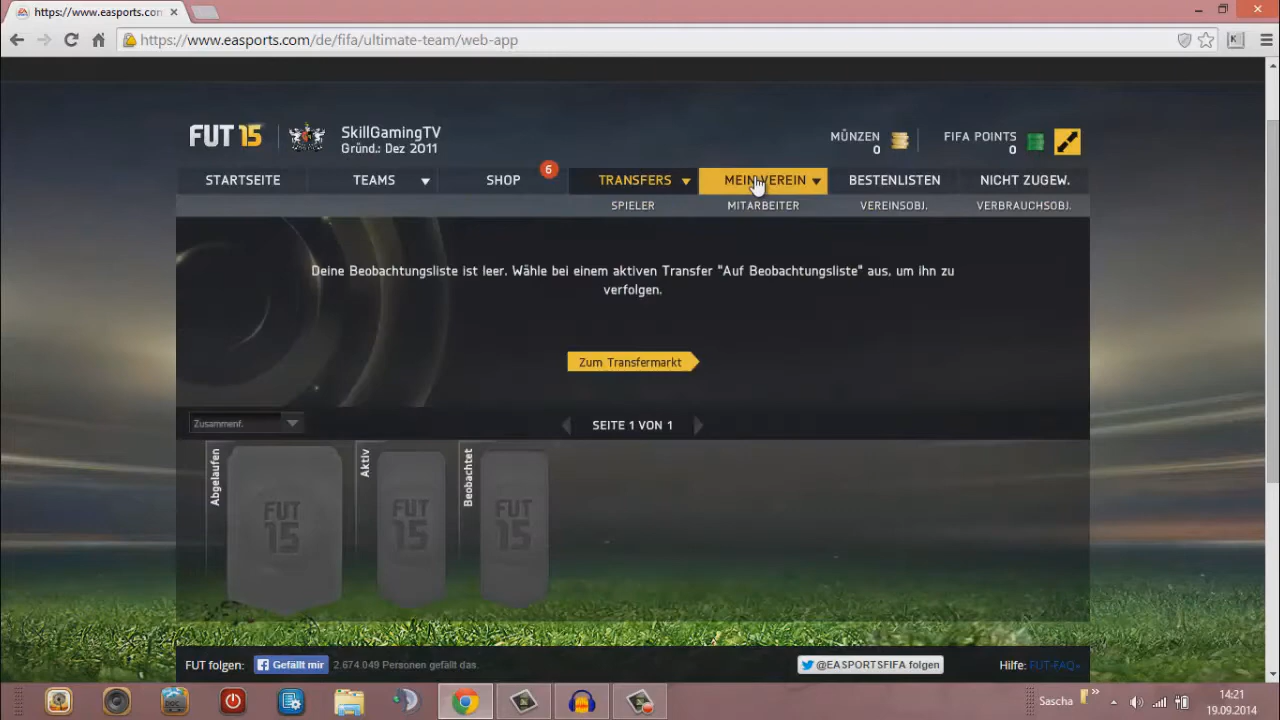 https://www.easports.com
https://www.easports.com/de/fifa/ultimate-team/web-app
K
FUT 15
SkillGamingTV
Gründ.: Dez 2011
MÜNZEN
0
FIFA POINTS
0
STARTSEITE
TEAMS
SHOP
6
TRANSFERS
MEIN VEREIN
BESTENLISTEN
NICHT ZUGEW.
SPIELER
MITARBEITER
VEREINSOBJ.
VERBRAUCHSOBJ.
Deine Beobachtungsliste ist leer. Wähle bei einem aktiven Transfer "Auf Beobachtungsliste" aus, um ihn zu
verfolgen.
Zum Transfermarkt
Zusammenf.
SEITE 1 VON 1
Abgelaufen
FUT
15
Aktiv
FUT
15
Beobachtet
FUT
15
FUT folgen:
Gefällt mir
2.674.049 Personen gefällt das.
@EASPORTSFIFA folgen
Hilfe: FUT-FAQ»
DOC
Sascha
14:21
19.09.2014